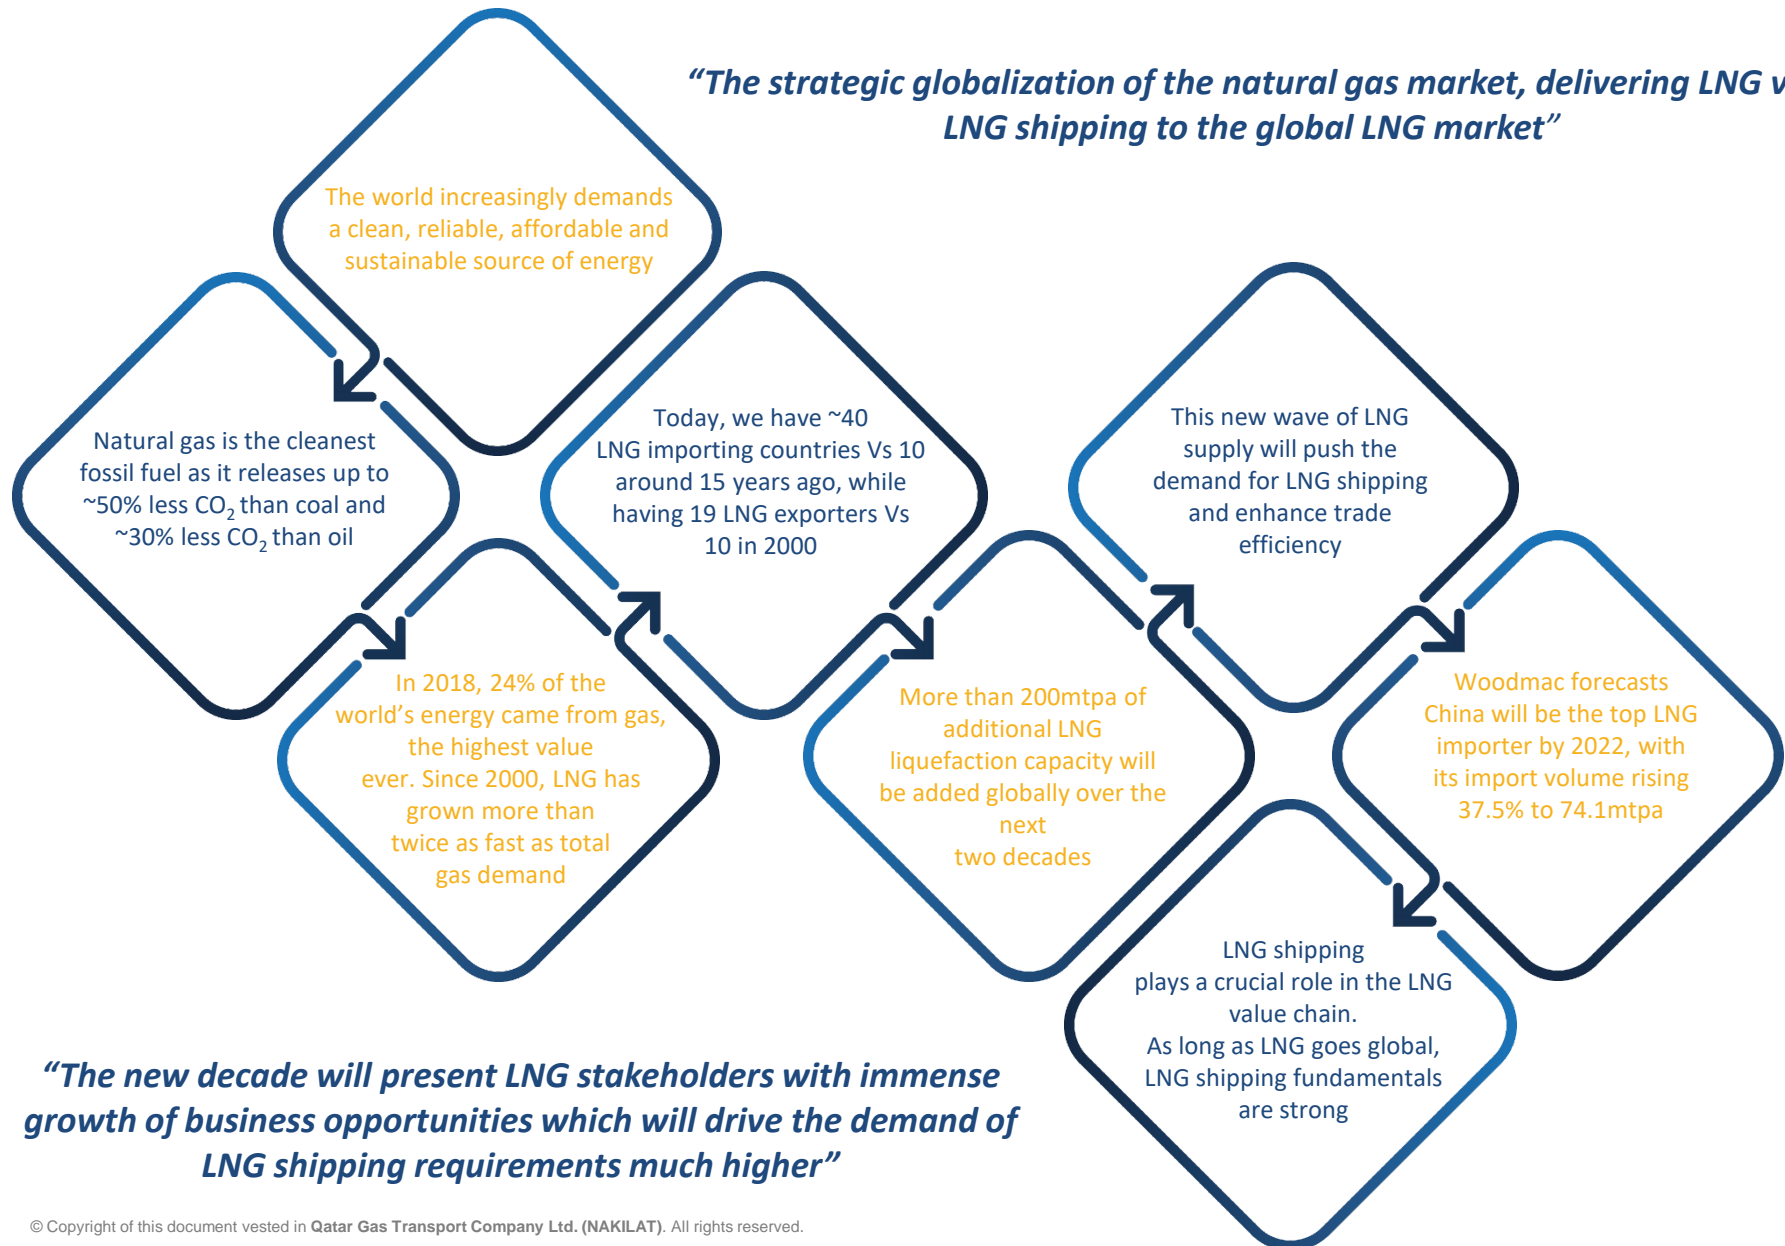 “The strategic globalization of the natural gas market, delivering LNG
LNG shipping to the global LNG market”
The world increasingly demands
a clean, reliable, affordable and
sustainable source of energy
Natural gas is the cleanest
fossil fuel as it releases up to
~50% less CO₂ than coal and
~30% less CO₂ than oil
In 2018, 24% of the
world’s energy came from gas,
the highest value
ever. Since 2000, LNG has
grown more than
twice as fast as total
gas demand
Today, we have ~40
LNG importing countries Vs 10
around 15 years ago, while
having 19 LNG exporters Vs
10 in 2000
More than 200mtpa of
additional LNG
liquefaction capacity will
be added globally over the
next
two decades
This new wave of LNG
supply will push the
demand for LNG shipping
and enhance trade
efficiency
Woodmac forecasts
China will be the top LNG
importer by 2022, with
its import volume rising
37.5% to 74.1mtpa
LNG shipping
plays a crucial role in the LNG
value chain.
As long as LNG goes global,
LNG shipping fundamentals
are strong
“The new decade will present LNG stakeholders with immense
growth of business opportunities which will drive the demand of
LNG shipping requirements much higher”
© Copyright of this document vested in Qatar Gas Transport Company Ltd. (NAKILAT). All rights reserved.